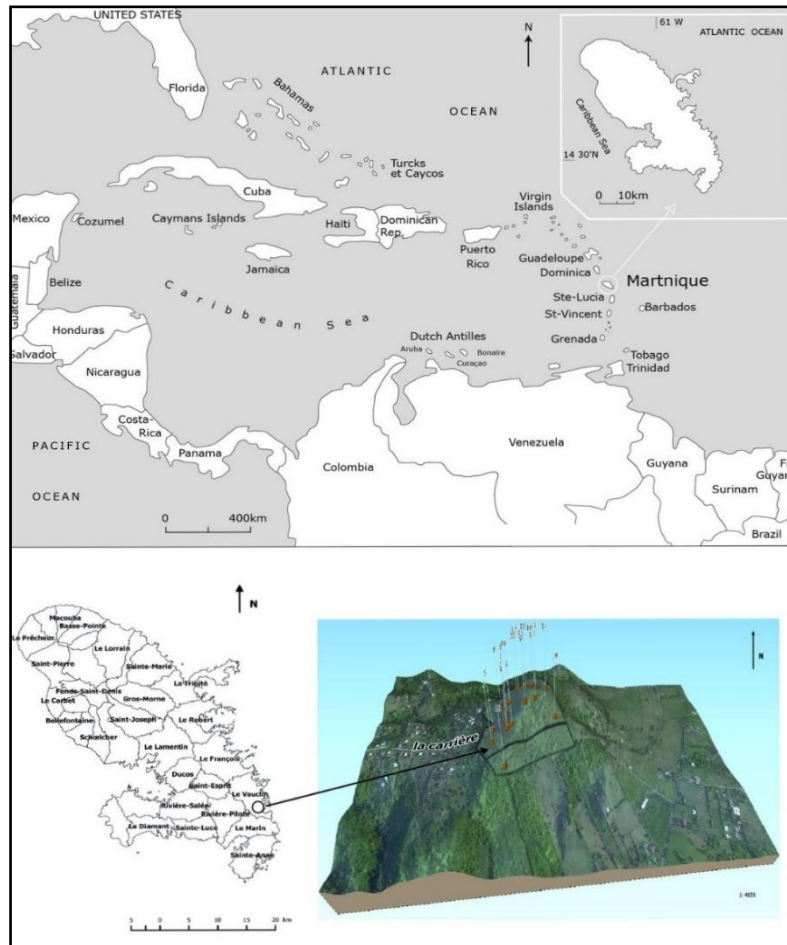 UNITED STATES
Florida
Bahamas
ATLANTIC
OCEAN
N
61 W
ATLANTIC OCEAN
Caribbean Sea
14 30'N
0 10km
Turcks
et Caycos
Cuba
Mexico
Cozumel
Caymans Islands
Haïti
Dominican
Rep.
Jamaïca
Puerto
Rico
Virgin
Islands
Guadeloupe
Dominica
Martnique
Ste-Lucia
St-Vincent
Barbados
Grenada
Tobago
Trinidad
Belize
Guatemala
Honduras
Salvador
Nicaragua
Caribbean Sea
Dutch Antilles
Aruba
Bonaire
Curaçao
Costa-
Rica
Panama
PACIFIC
OCEAN
Colombia
Venezuela
Guyana
Surinam
F
Guyan
Brazil
0 400km
N
Macouba
Basse-Pointe
Le Prêcheur
Le Lorrain
Saint-Pierre
Sainte-Marie
La Trinité
Fonds-Saint-Denis
Le Carbet
Gros-Morne
Bellefontaine
Saint-Joseph
Le Robert
Schœlcher
Le Lamentin
Le François
Ducos
Saint-Esprit
Le Vauclin
Rivière-Salée
Rivière-Pilote
Le Diamant
Sainte-Luce
Le Marin
Sainte-Anne
5 0 5 10 15 20 km
la carrière
N